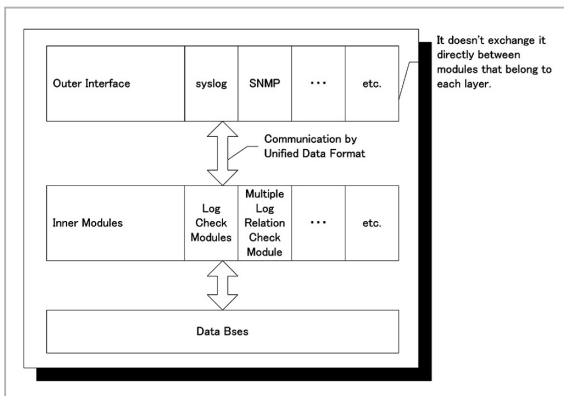 It doesn't exchange it
directly between
modules that belong to
each layer.
Outer Interface
syslog
SNMP
・・・
etc.
Communication by
Unified Data Format
Inner Modules
Log
Check
Modules
Multiple
Log
Relation
Check
Module
・・・
etc.
Data Bses